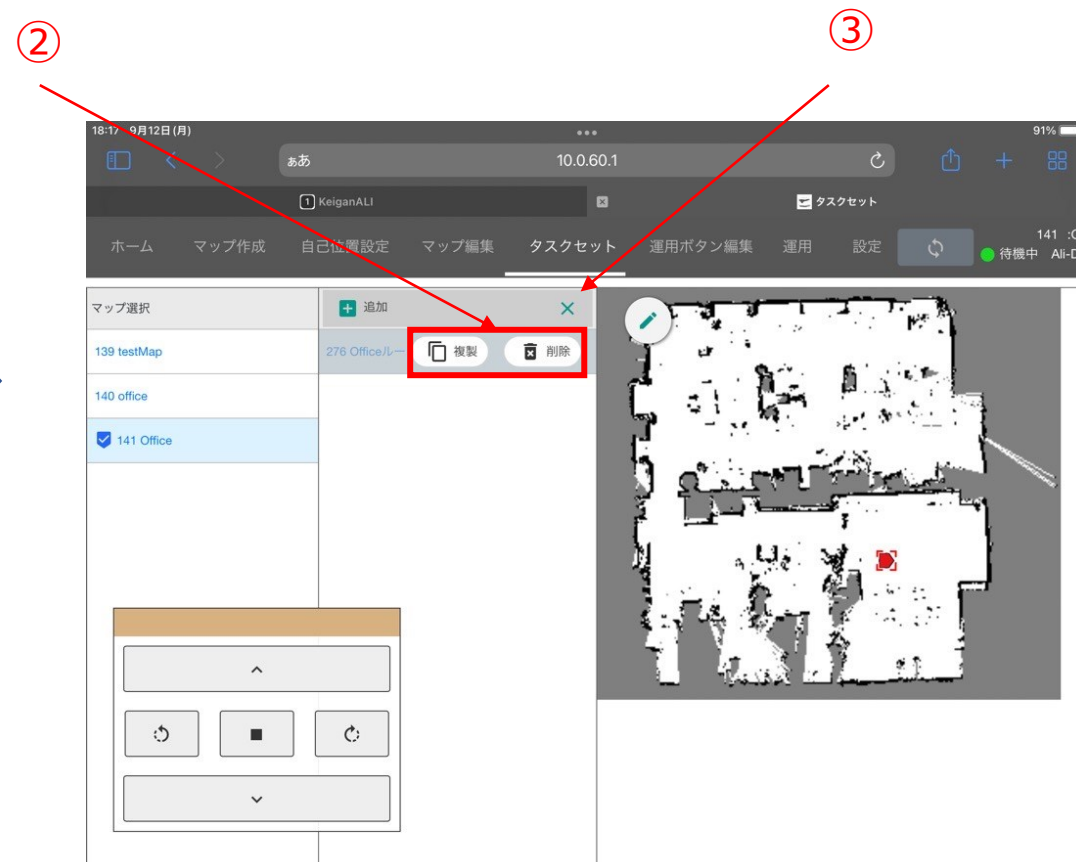 ②
③
18:17 9月12日(月)
91%
ぁあ
10.0.60.1
1 KeiganALI
タスクセット
ホーム
マップ作成
自己位置設定
マップ編集
タスクセット
運用ボタン編集
運用
設定
141 :O
待機中 Ali-D
マップ選択
追加
139 testMap
276 Officeルー
複製
削除
140 office
141 Office